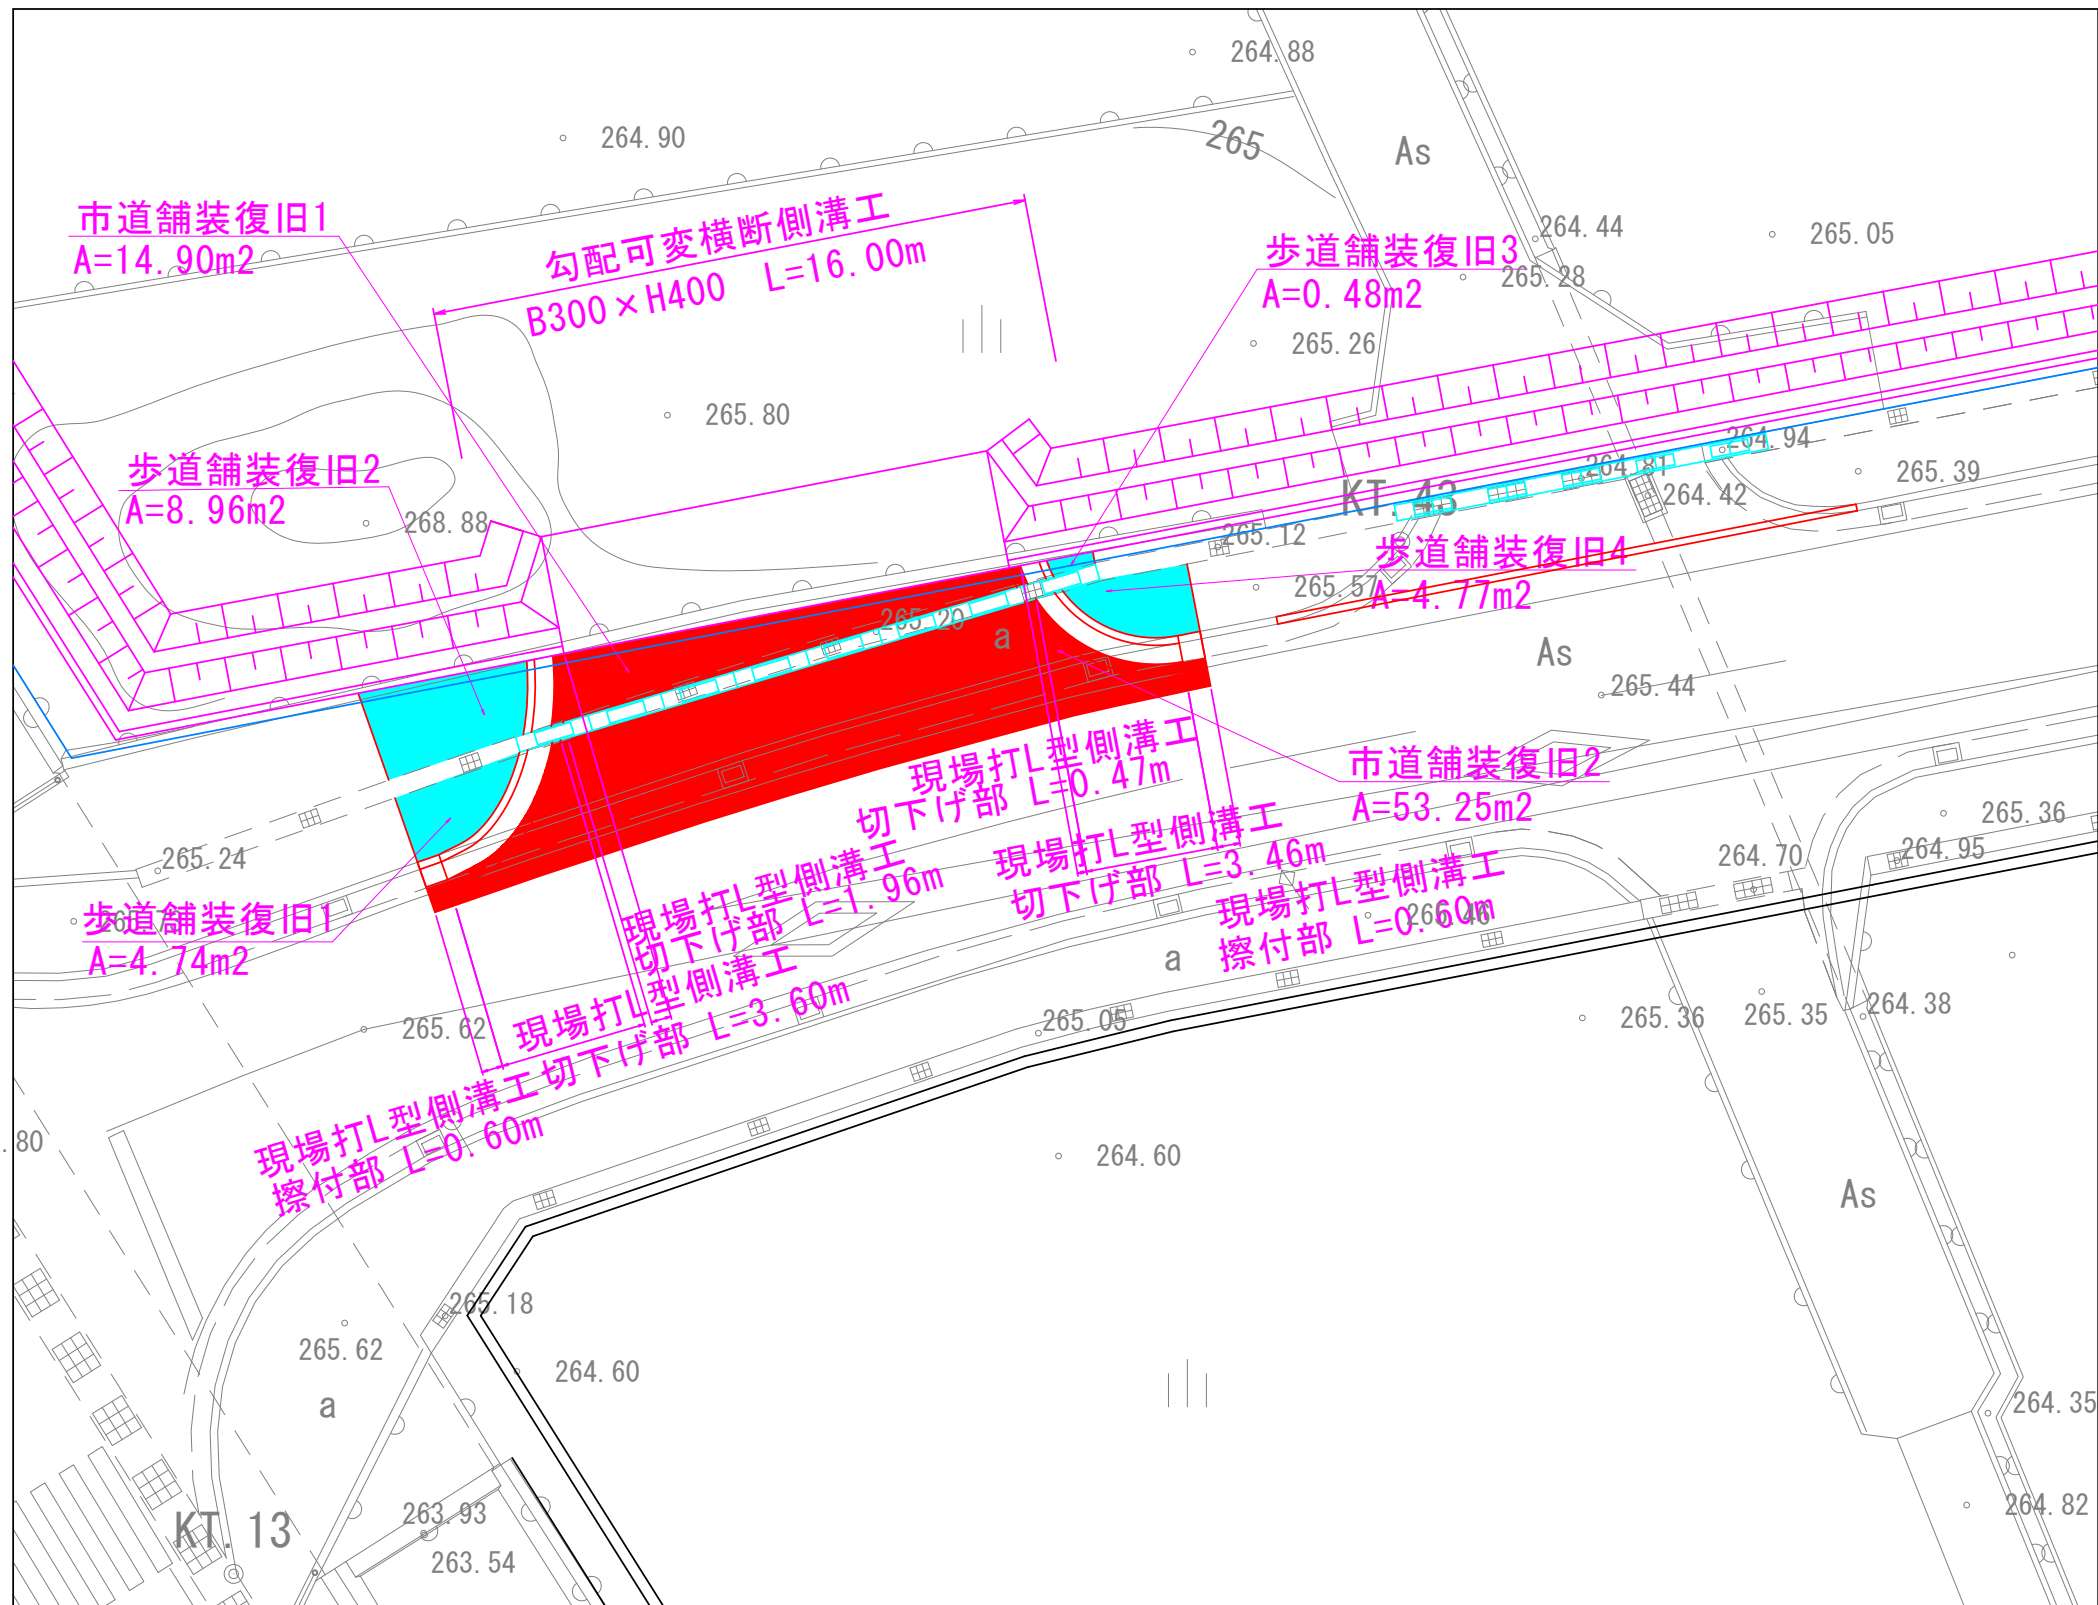 264.88
264.90
265
As
市道舗装復旧1
A=14.90m2
勾配可変横断側溝工
B300×H400 L=16.00m
歩道舗装復旧3
A=0.48m2
264.44
265.05
265.28
265.26
265.80
歩道舗装復旧2
A=8.96m2
268.88
264.94
264.81
265.39
264.42
KT.43
265.12
歩道舗装復旧4
A=4.77m2
265.57
265.20
a
As
265.44
現場打L型側溝工
切下げ部 L=0.47m
市道舗装復旧2
A=53.25m2
265.36
265.24
現場打L型側溝工
切下げ部 L=1.96m
現場打L型側溝工
切下げ部 L=3.46m
264.70
264.95
歩道舗装復旧1
A=4.74m2
現場打L型側溝工
擦付部 L=0.60m
265.46
a
現場打L型側溝工
切下げ部 L=3.60m
265.62
265.05
265.36
265.35
264.38
現場打L型側溝工
擦付部 L=0.60m
.80
264.60
As
265.18
265.62
264.60
a
264.35
263.93
264.82
KT.13
263.54